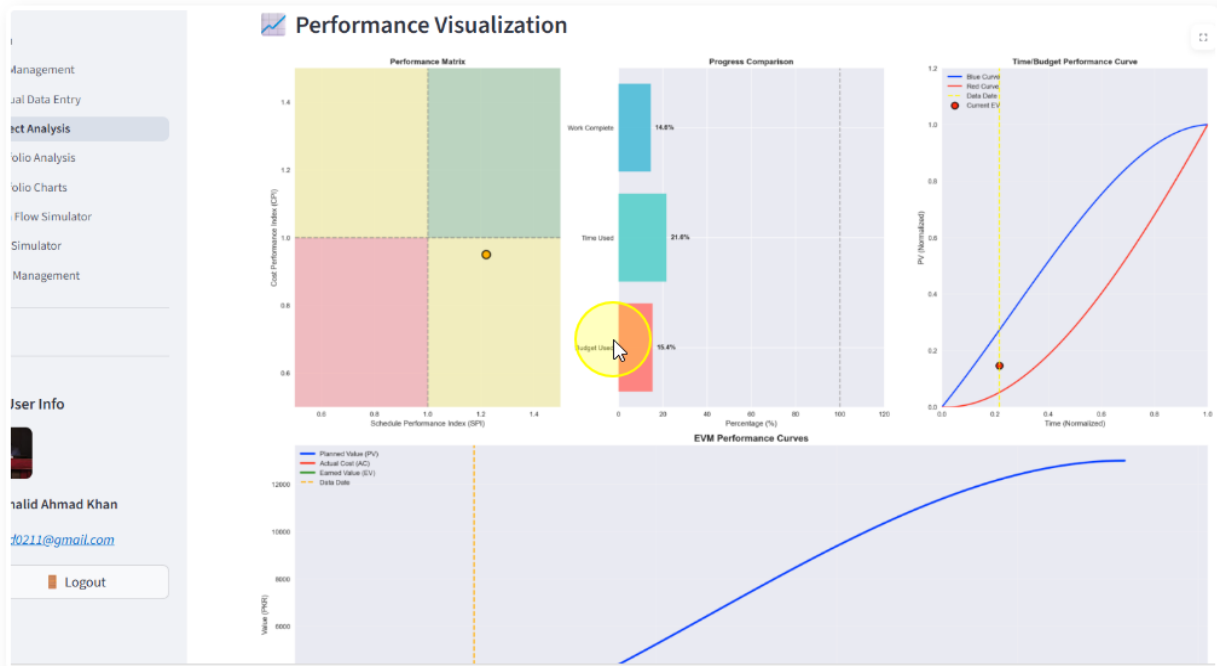 Performance Visualization
Management
ual Data Entry
ect Analysis
folio Analysis
folio Charts
Flow Simulator
Simulator
Management
User Info
halid Ahmad Khan
d0211@gmail.com
Logout
Performance Matrix
1.4
1.2
1.0
0.8
0.6
Cost Performance Index (CPI)
0.6 0.8 1.0 1.2 1.4
Schedule Performance Index (SPI)
Progress Comparison
Work Complete 14.6%
Time Used 21.6%
Budget Used 15.4%
0 20 40 60 80 100 120
Percentage (%)
Time/Budget Performance Curve
Blue Curve
Red Curve
Data Date
Current EV
1.2
1.0
0.8
0.6
0.4
0.2
0.0
PV (Normalized)
0.0 0.2 0.4 0.6 0.8 1.0
Time (Normalized)
EVM Performance Curves
Planned Value (PV)
Actual Cost (AC)
Earned Value (EV)
Data Date
12000
10000
8000
6000
Value (PKR)